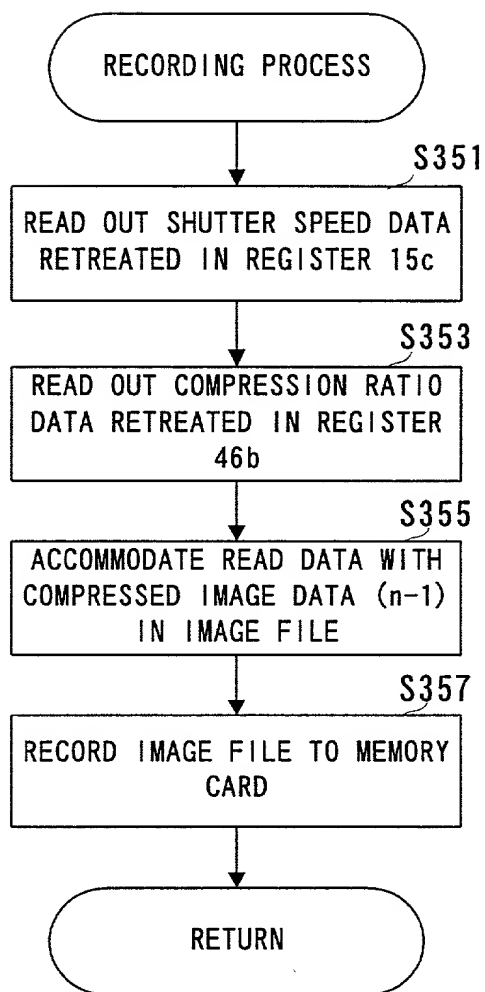 RECORDING PROCESS
S351
READ OUT SHUTTER SPEED DATA
RETREATED IN REGISTER 15c
S353
READ OUT COMPRESSION RATIO
DATA RETREATED IN REGISTER
46b
S355
ACCOMMODATE READ DATA WITH
COMPRESSED IMAGE DATA (n-1)
IN IMAGE FILE
S357
RECORD IMAGE FILE TO MEMORY
CARD
RETURN